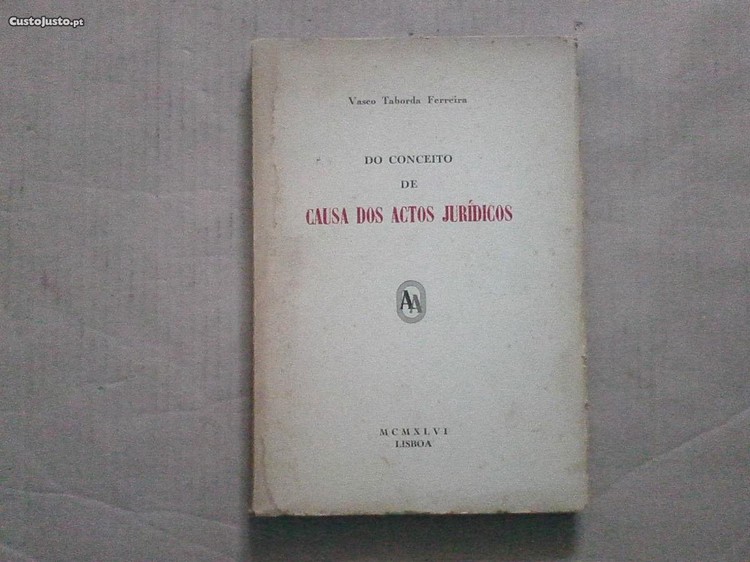 CustoJusto.pt
Vasco Taborda Ferreira
DO CONCEITO
DE
CAUSA DOS ACTOS JURÍDICOS
AA
MCMXLVI
LISBOA